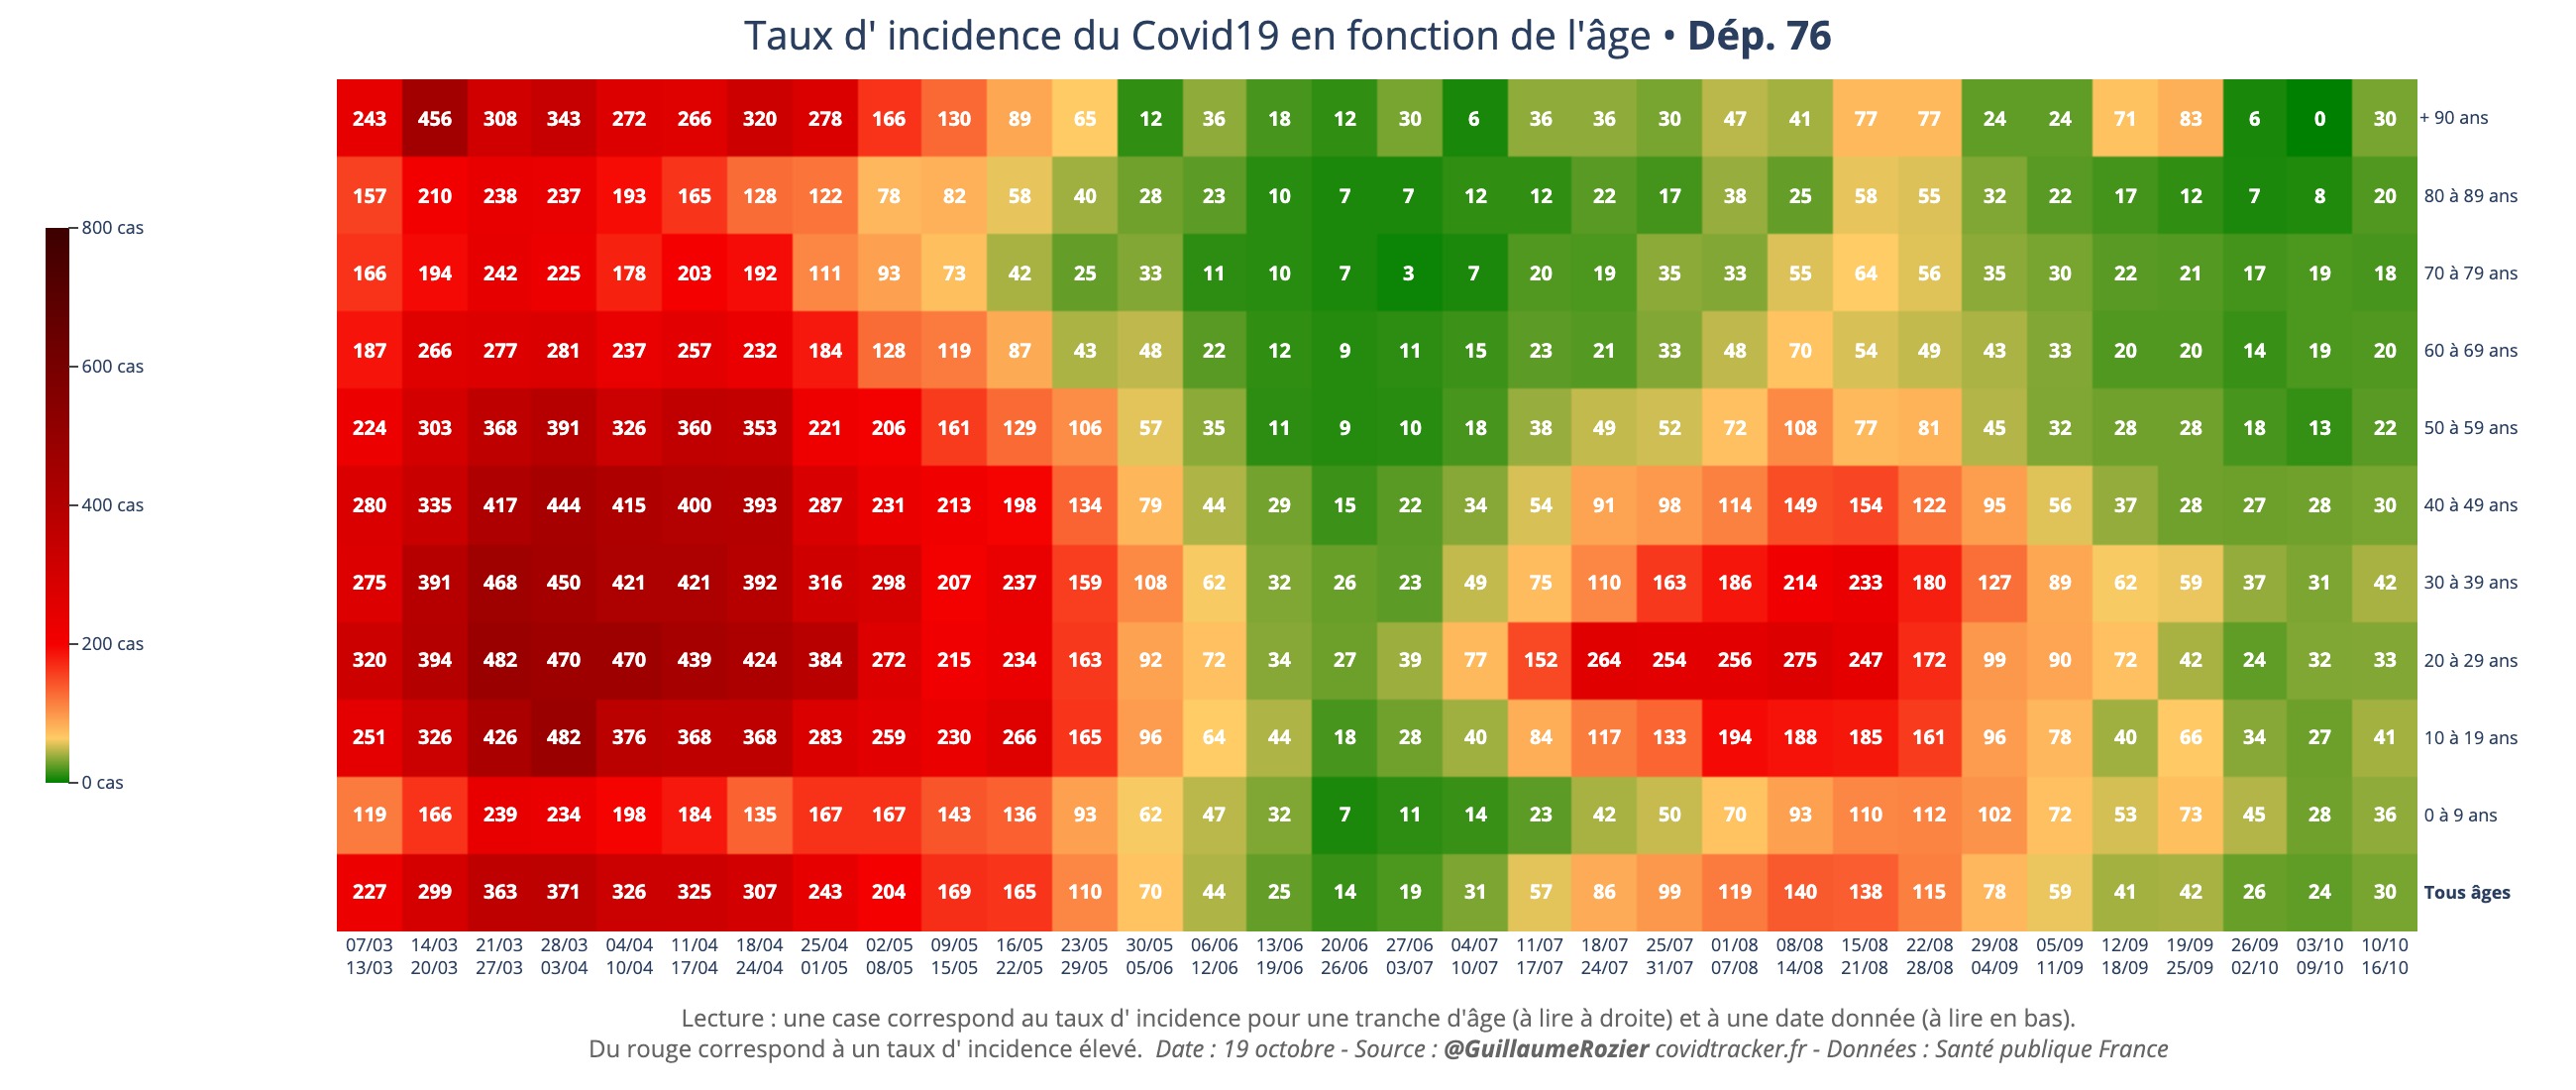 Taux d' incidence du Covid19 en fonction de l'âge • Dép. 76
243 456 308 343 272 266 320 278 166 130 89 65 12 36 18 12 30 6 36 36 30 47 41 77 77 24 24 71 83 6 0 30 + 90 ans
157 210 238 237 193 165 128 122 78 82 58 40 28 23 10 7 7 12 12 22 17 38 25 58 55 32 22 17 12 7 8 20 80 à 89 ans
166 194 242 225 178 203 192 111 93 73 42 25 33 11 10 7 3 7 20 19 35 33 55 64 56 35 30 22 21 17 19 18 70 à 79 ans
187 266 277 281 237 257 232 184 128 119 87 43 48 22 12 9 11 15 23 21 33 48 70 54 49 43 33 20 20 14 19 20 60 à 69 ans
224 303 368 391 326 360 353 221 206 161 129 106 57 35 11 9 10 18 38 49 52 72 108 77 81 45 32 28 28 18 13 22 50 à 59 ans
280 335 417 444 415 400 393 287 231 213 198 134 79 44 29 15 22 34 54 91 98 114 149 154 122 95 56 37 28 27 28 30 40 à 49 ans
275 391 468 450 421 421 392 316 298 207 237 159 108 62 32 26 23 49 75 110 163 186 214 233 180 127 89 62 59 37 31 42 30 à 39 ans
320 394 482 470 470 439 424 384 272 215 234 163 92 72 34 27 39 77 152 264 254 256 275 247 172 99 90 72 42 24 32 33 20 à 29 ans
251 326 426 482 376 368 368 283 259 230 266 165 96 64 44 18 28 40 84 117 133 194 188 185 161 96 78 40 66 34 27 41 10 à 19 ans
119 166 239 234 198 184 135 167 167 143 136 93 62 47 32 7 11 14 23 42 50 70 93 110 112 102 72 53 73 45 28 36 0 à 9 ans
227 299 363 371 326 325 307 243 204 169 165 110 70 44 25 14 19 31 57 86 99 119 140 138 115 78 59 41 42 26 24 30 Tous âges
07/03 14/03 21/03 28/03 04/04 11/04 18/04 25/04 02/05 09/05 16/05 23/05 30/05 06/06 13/06 20/06 27/06 04/07 11/07 18/07 25/07 01/08 08/08 15/08 22/08 29/08 05/09 12/09 19/09 26/09 03/10 10/10
13/03 20/03 27/03 03/04 10/04 17/04 24/04 01/05 08/05 15/05 22/05 29/05 05/06 12/06 19/06 26/06 03/07 10/07 17/07 24/07 31/07 07/08 14/08 21/08 28/08 04/09 11/09 18/09 25/09 02/10 09/10 16/10
800 cas
600 cas
400 cas
200 cas
0 cas
Lecture : une case correspond au taux d' incidence pour une tranche d'âge (à lire à droite) et à une date donnée (à lire en bas).
Du rouge correspond à un taux d' incidence élevé. Date : 19 octobre - Source : @GuillaumeRozier covidtracker.fr - Données : Santé publique France